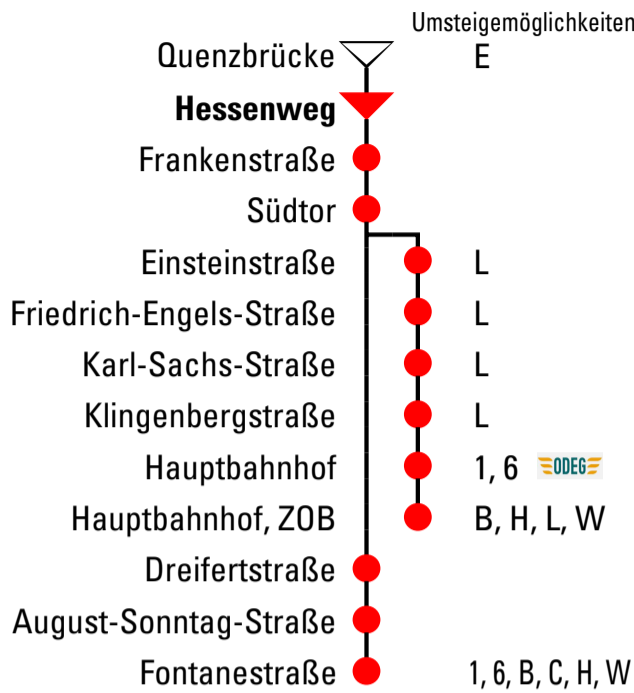 Umsteigemöglichkeiten
Quenzbrücke E
Hessenweg
Frankenstraße
Südtor
Einsteinstraße L
Friedrich-Engels-Straße L
Karl-Sachs-Straße L
Klingenbergstraße L
Hauptbahnhof 1, 6 ODEG
Hauptbahnhof, ZOB B, H, L, W
Dreifertstraße
August-Sonntag-Straße
Fontanestraße 1, 6, B, C, H, W